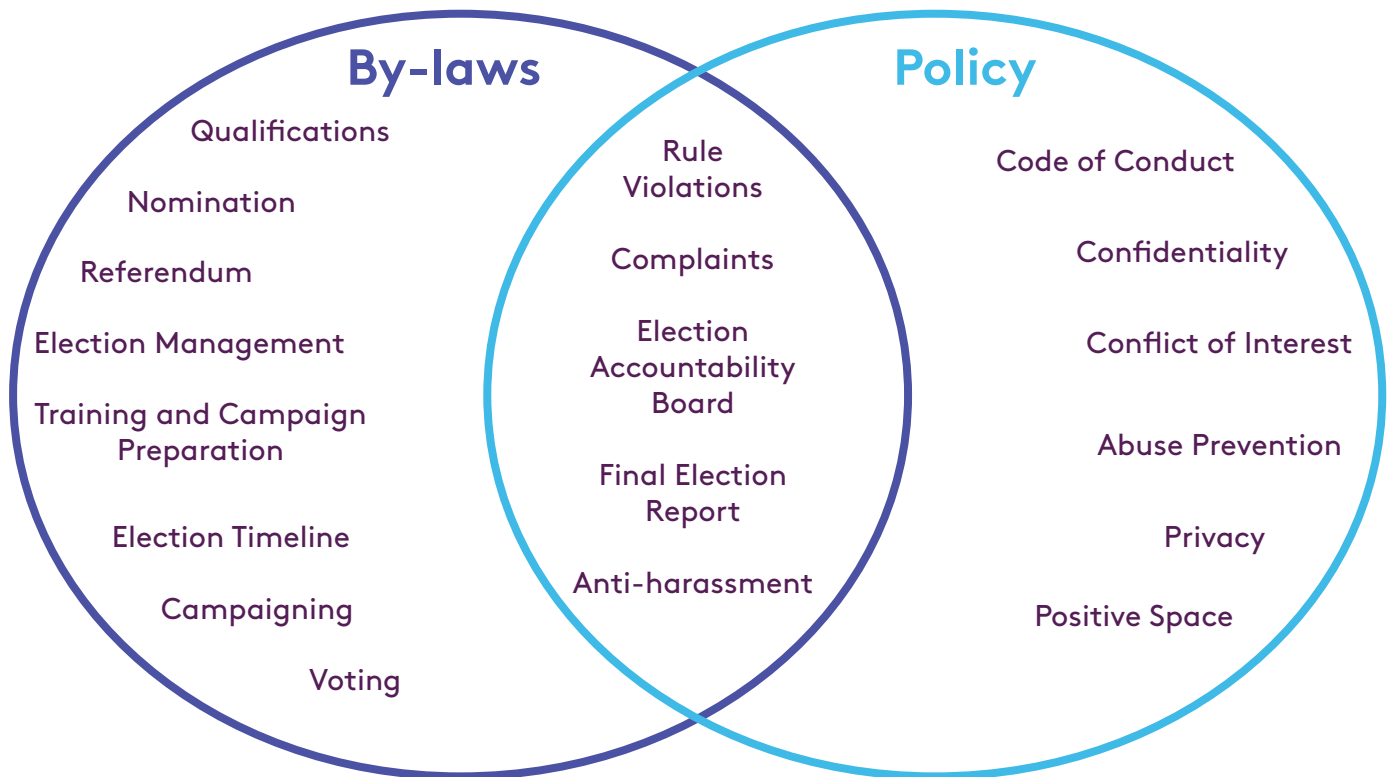 By-laws
Qualifications
Nomination
Referendum
Election Management
Training and Campaign
Preparation
Election Timeline
Campaigning
Voting
Rule
Violations
Complaints
Election
Accountability
Board
Final Election
Report
Anti-harassment
Policy
Code of Conduct
Confidentiality
Conflict of Interest
Abuse Prevention
Privacy
Positive Space